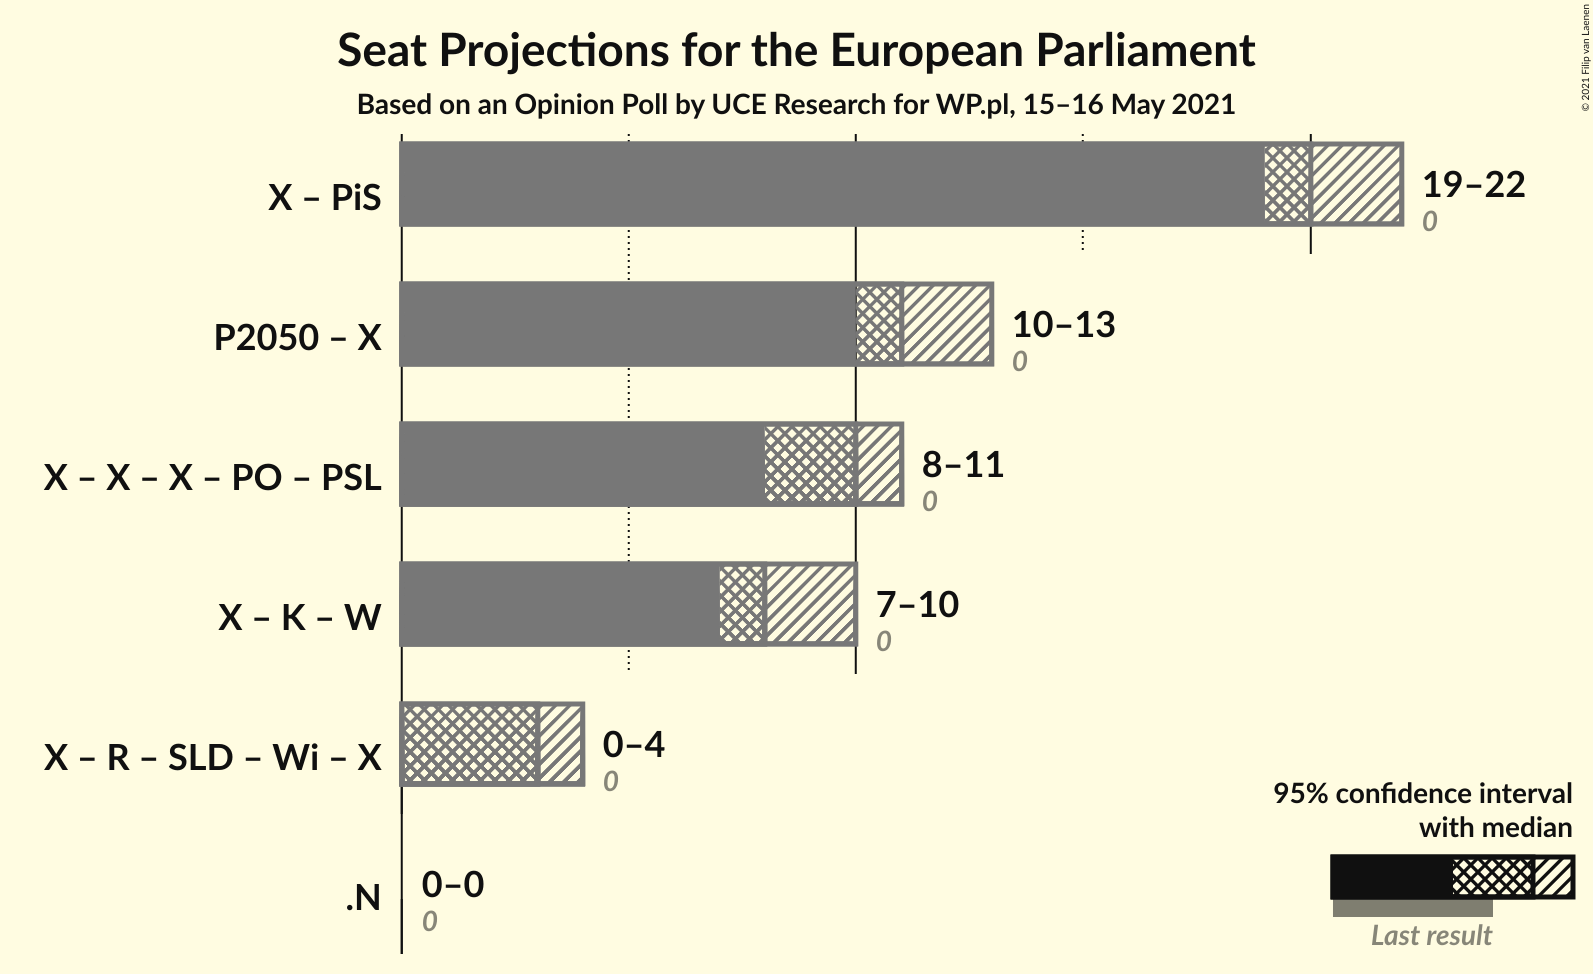 Seat Projections for the European Parliament
Based on an Opinion Poll by UCE Research for WP.pl, 15–16 May 2021
© 2021 Filip van Laenen
X – PiS
19–22
0
P2050 – X
10–13
0
X – X – X – PO – PSL
8–11
0
X – K – W
7–10
0
X – R – SLD – Wi – X
0–4
0
.N
0–0
0
95% confidence interval
with median
Last result